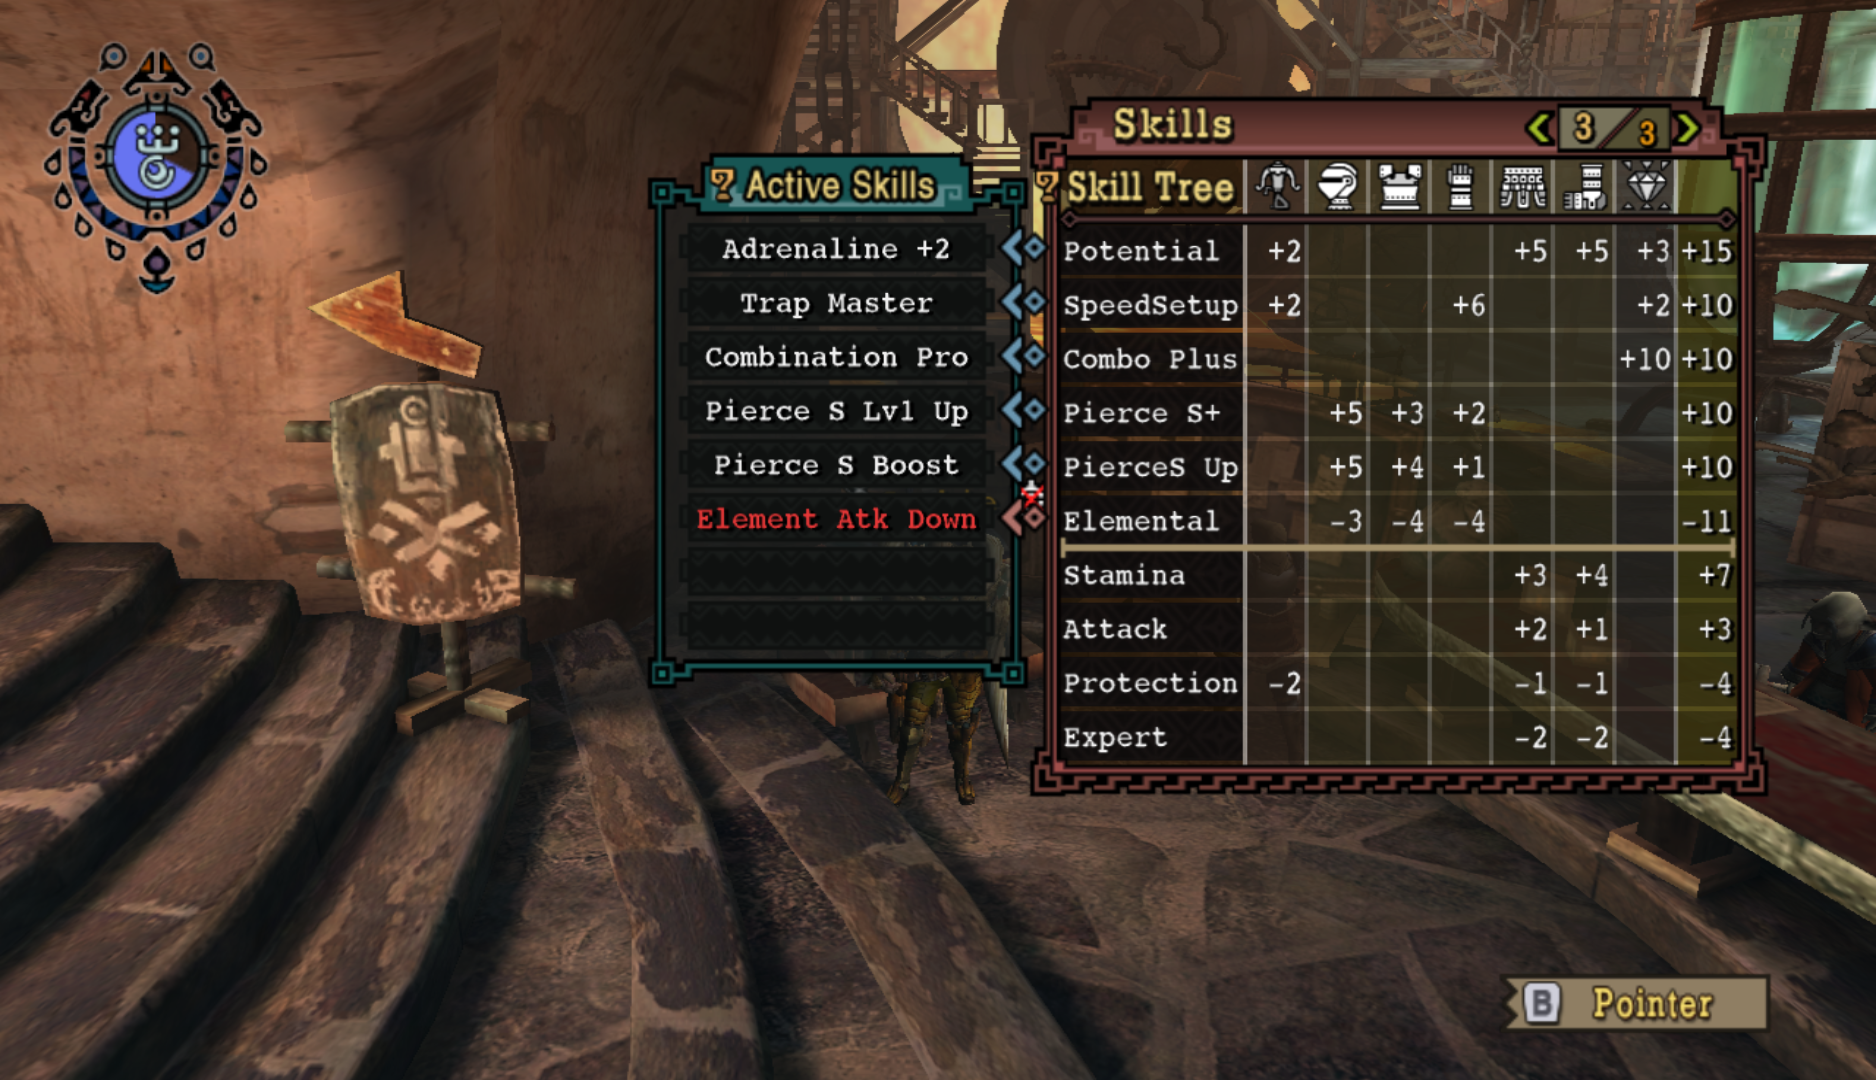 Skills
3/3
? Active Skills
Adrenaline +2
Trap Master
Combination Pro
Pierce S Lvl Up
Pierce S Boost
Element Atk Down
? Skill Tree
Potential +2 +5 +5 +3 +15
SpeedSetup +2 +6 +2 +10
Combo Plus +10 +10
Pierce S+ +5 +3 +2 +10
PierceS Up +5 +4 +1 +10
Elemental -3 -4 -4 -11
Stamina +3 +4 +7
Attack +2 +1 +3
Protection -2 -1 -1 -4
Expert -2 -2 -4
B Pointer